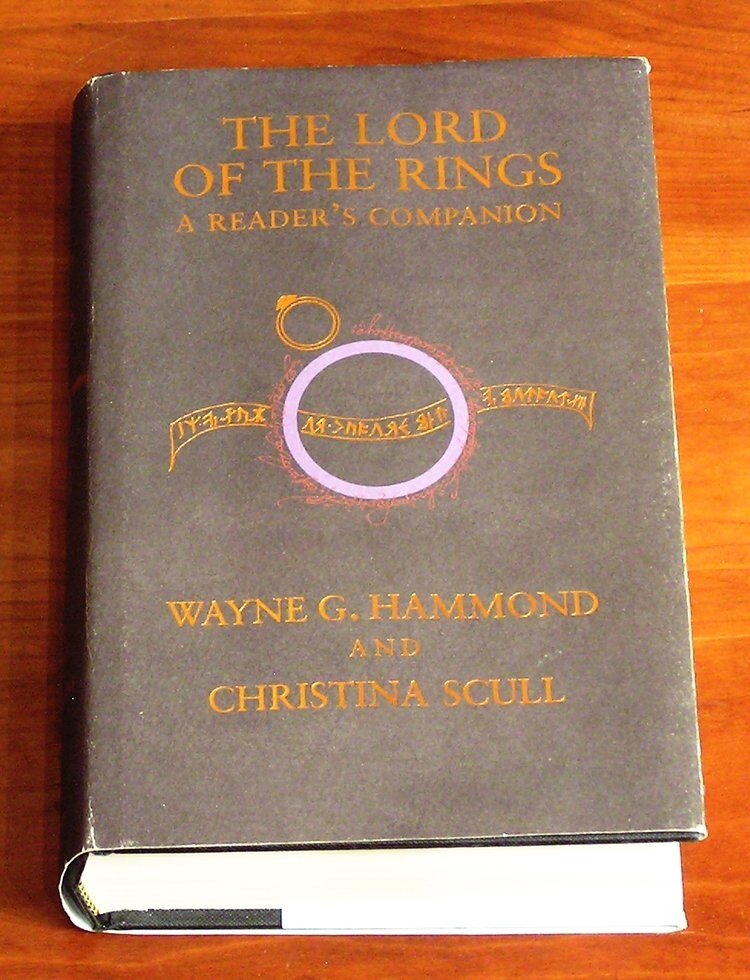 THE LORD
OF THE RINGS
A READER'S COMPANION
WAYNE G. HAMMOND
AND
CHRISTINA SCULL